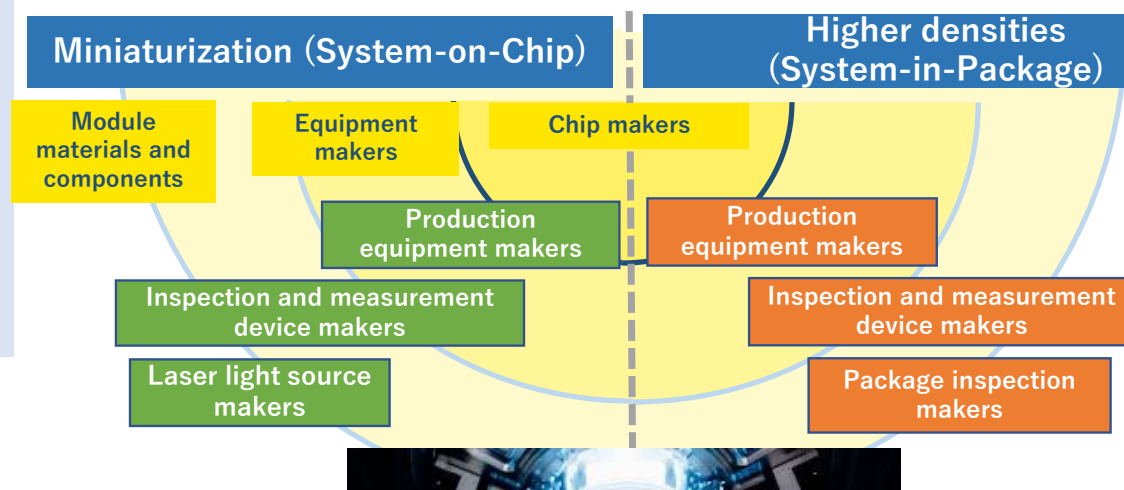 Miniaturization (System-on-Chip)
Higher densities
(System-in-Package)
Module
materials and
components
Equipment
makers
Chip makers
Production
equipment makers
Production
equipment makers
Inspection and measurement
device makers
Inspection and measurement
device makers
Laser light source
makers
Package inspection
makers